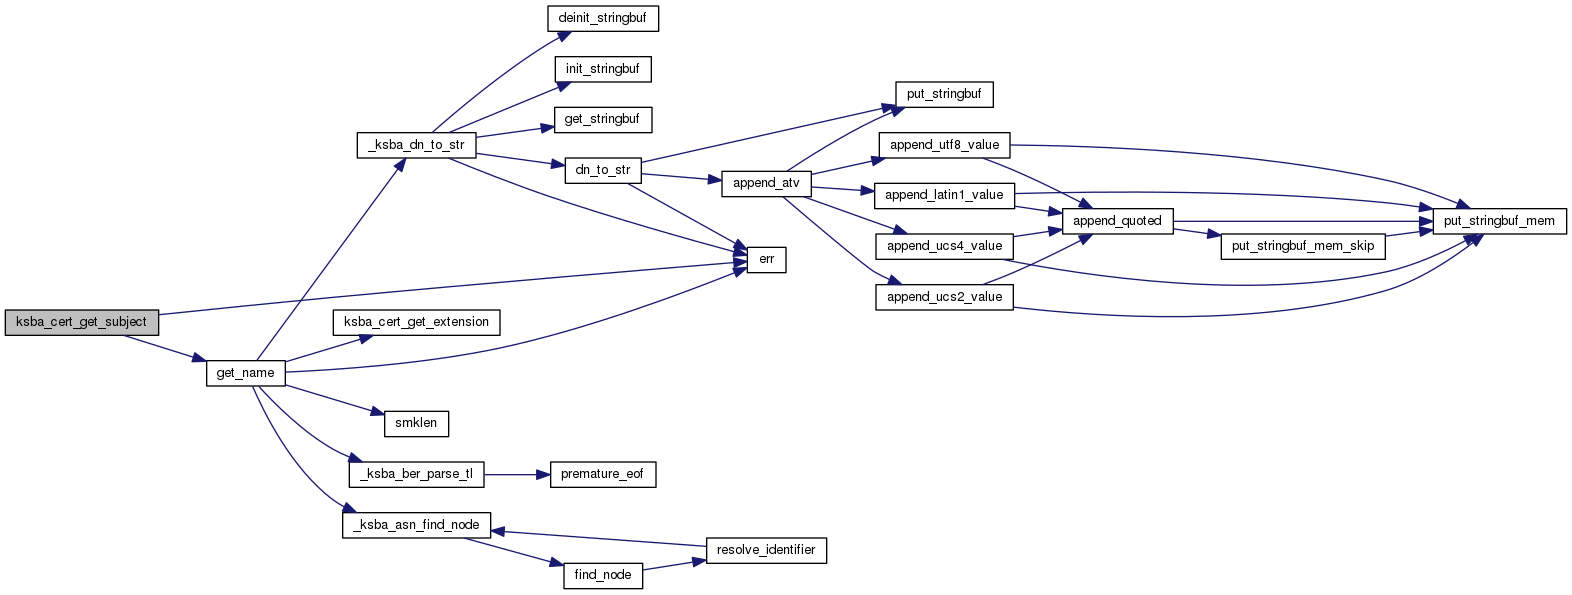 deinit_stringbuf
init_stringbuf
put_stringbuf
get_stringbuf
_ksba_dn_to_str
append_utf8_value
dn_to_str
append_atv
append_latin1_value
append_quoted
put_stringbuf_mem
append_ucs4_value
put_stringbuf_mem_skip
err
append_ucs2_value
ksba_cert_get_subject
ksba_cert_get_extension
get_name
smklen
_ksba_ber_parse_tl
premature_eof
_ksba_asn_find_node
resolve_identifier
find_node